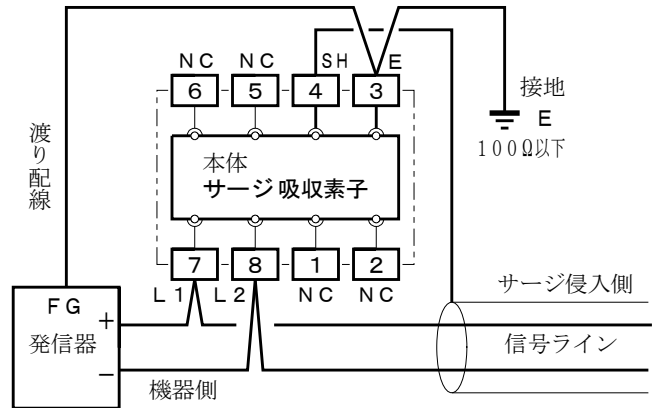 NC NC SH E
6 5 4 3
接地
E
100Ω以下
渡り配線
本体
サージ吸収素子
7 8 1 2
L1 L2 NC NC
サージ侵入側
FG
+
発信器
信号ライン
−
機器側